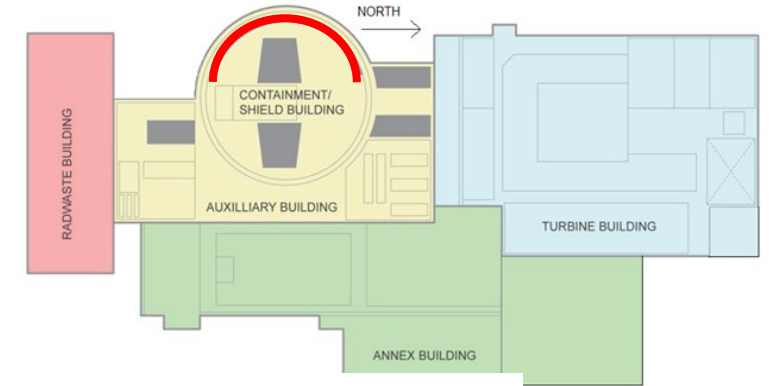 NORTH
CONTAINMENT/
SHIELD BUILDING
RADWASTE BUILDING
AUXILLIARY BUILDING
TURBINE BUILDING
ANNEX BUILDING